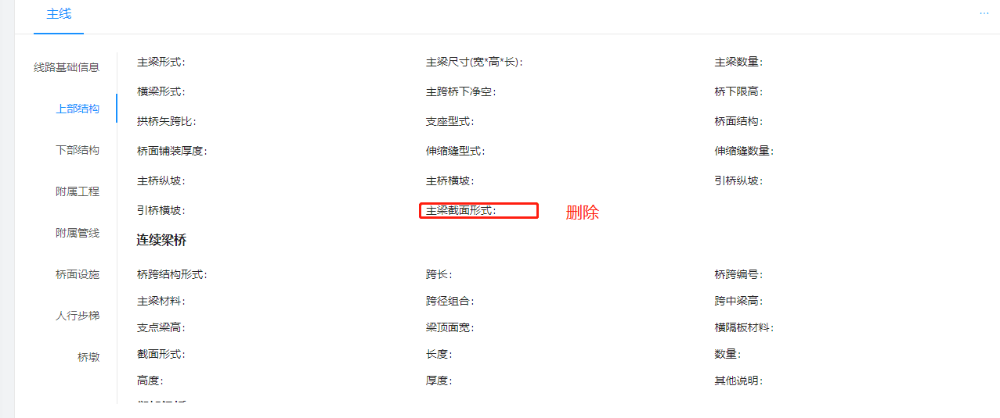 主线
...
线路基础信息
上部结构
下部结构
附属工程
附属管线
桥面设施
人行步梯
桥墩
主梁形式: 主梁尺寸(宽*高*长): 主梁数量:
横梁形式: 主跨桥下净空: 桥下限高:
拱桥矢跨比: 支座型式: 桥面结构:
桥面铺装厚度: 伸缩缝型式: 伸缩缝数量:
主桥纵坡: 主桥横坡: 引桥纵坡:
引桥横坡: 主梁截面形式: 删除
连续梁桥
桥跨结构形式: 跨长: 桥跨编号:
主梁材料: 跨径组合: 跨中梁高:
支点梁高: 梁顶面宽: 横隔板材料:
截面形式: 长度: 数量:
高度: 厚度: 其他说明: